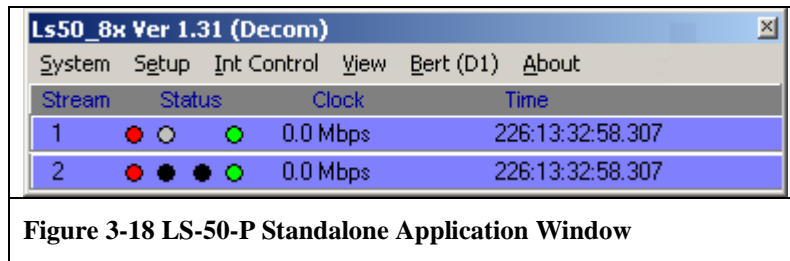 Ls50_8x Ver 1.31 (Decom)
System Setup Int Control View Bert (D1) About
Stream Status Clock Time
1 0.0 Mbps 226:13:32:58.307
2 0.0 Mbps 226:13:32:58.307
Figure 3-18 LS-50-P Standalone Application Window